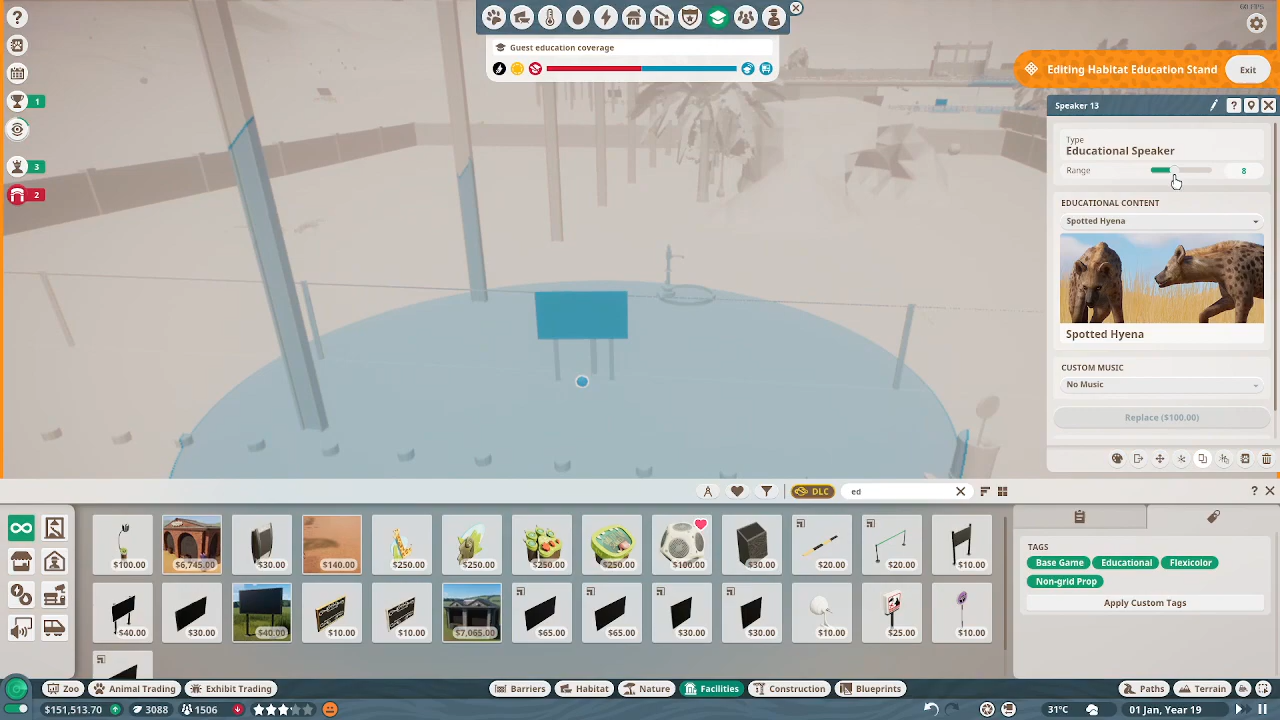 60 FPS
Guest education coverage
Editing Habitat Education Stand
Exit
1
3
2
Speaker 13
Type
Educational Speaker
Range
8
EDUCATIONAL CONTENT
Spotted Hyena
Spotted Hyena
CUSTOM MUSIC
No Music
Replace ($100.00)
DLC
ed
$100.00
$6,745.00
$30.00
$140.00
$250.00
$250.00
$250.00
$250.00
$100.00
$30.00
$20.00
$20.00
$10.00
$40.00
$30.00
$40.00
$10.00
$10.00
$7,065.00
$65.00
$65.00
$30.00
$30.00
$10.00
$25.00
$10.00
TAGS
Base Game
Educational
Flexicolor
Non-grid Prop
Apply Custom Tags
Zoo
Animal Trading
Exhibit Trading
Barriers
Habitat
Nature
Facilities
Construction
Blueprints
Paths
Terrain
$151,513.70
3088
1506
31°C
01 Jan, Year 19